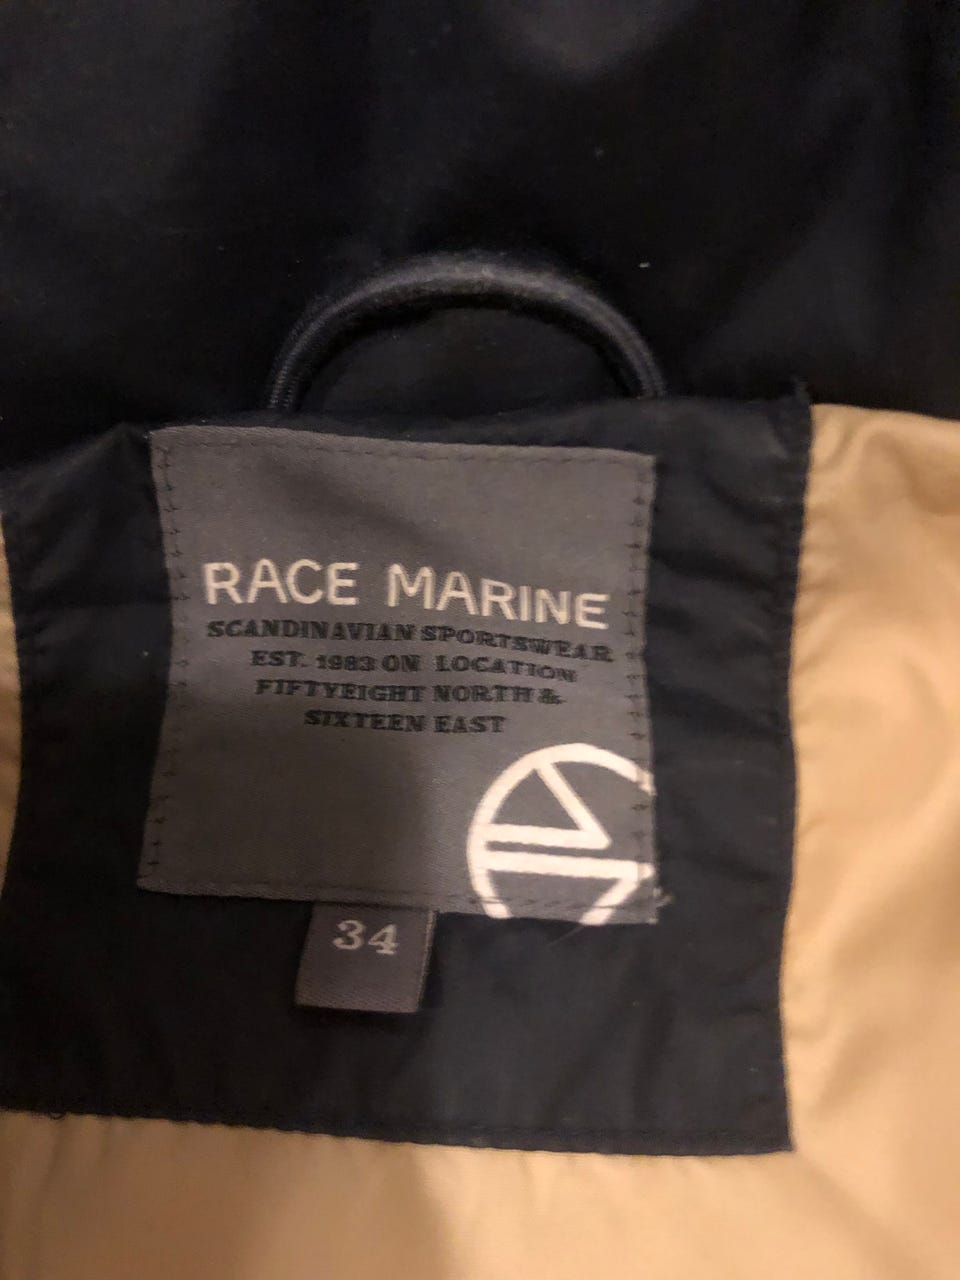 RACE MARINE
SCANDINAVIAN SPORTSWEAR
EST. 1983 ON LOCATION
FIFTYEIGHT NORTH &
SIXTEEN EAST
34